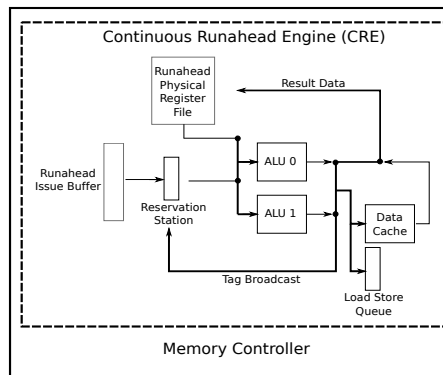 Continuous Runahead Engine (CRE)
Runahead
Physical
Register
File
Result Data
Runahead
Issue Buffer
Reservation
Station
ALU 0
ALU 1
Data
Cache
Tag Broadcast
Load Store
Queue
Memory Controller